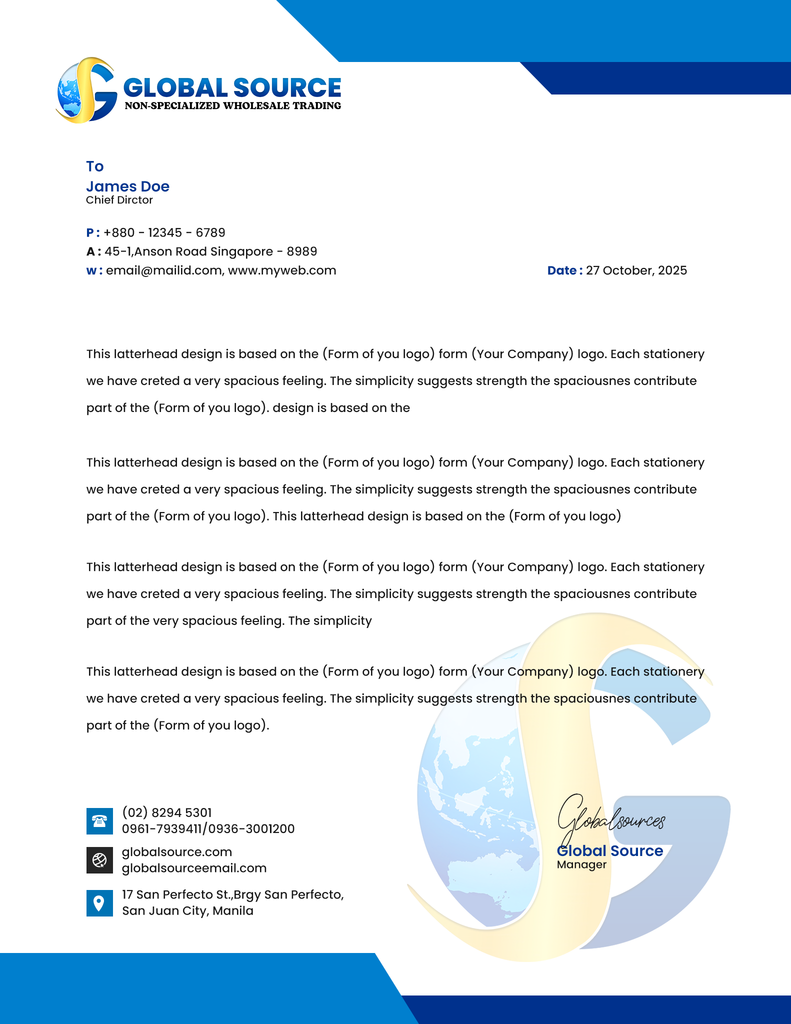 GLOBAL SOURCE
NON-SPECIALIZED WHOLESALE TRADING
To
James Doe
Chief Dirctor
P : +880 - 12345 - 6789
A : 45-1,Anson Road Singapore - 8989
w : email@mailid.com, www.myweb.com
Date : 27 October, 2025
This latterhead design is based on the (Form of you logo) form (Your Company) logo. Each stationery
we have creted a very spacious feeling. The simplicity suggests strength the spaciousnes contribute
part of the (Form of you logo). design is based on the
This latterhead design is based on the (Form of you logo) form (Your Company) logo. Each stationery
we have creted a very spacious feeling. The simplicity suggests strength the spaciousnes contribute
part of the (Form of you logo). This latterhead design is based on the (Form of you logo)
This latterhead design is based on the (Form of you logo) form (Your Company) logo. Each stationery
we have creted a very spacious feeling. The simplicity suggests strength the spaciousnes contribute
part of the very spacious feeling. The simplicity
This latterhead design is based on the (Form of you logo) form (Your Company) logo. Each stationery
we have creted a very spacious feeling. The simplicity suggests strength the spaciousnes contribute
part of the (Form of you logo).
(02) 8294 5301
0961-7939411/0936-3001200
globalsource.com
globalsourceemail.com
17 San Perfecto St.,Brgy San Perfecto,
San Juan City, Manila
Globalsources
Global Source
Manager